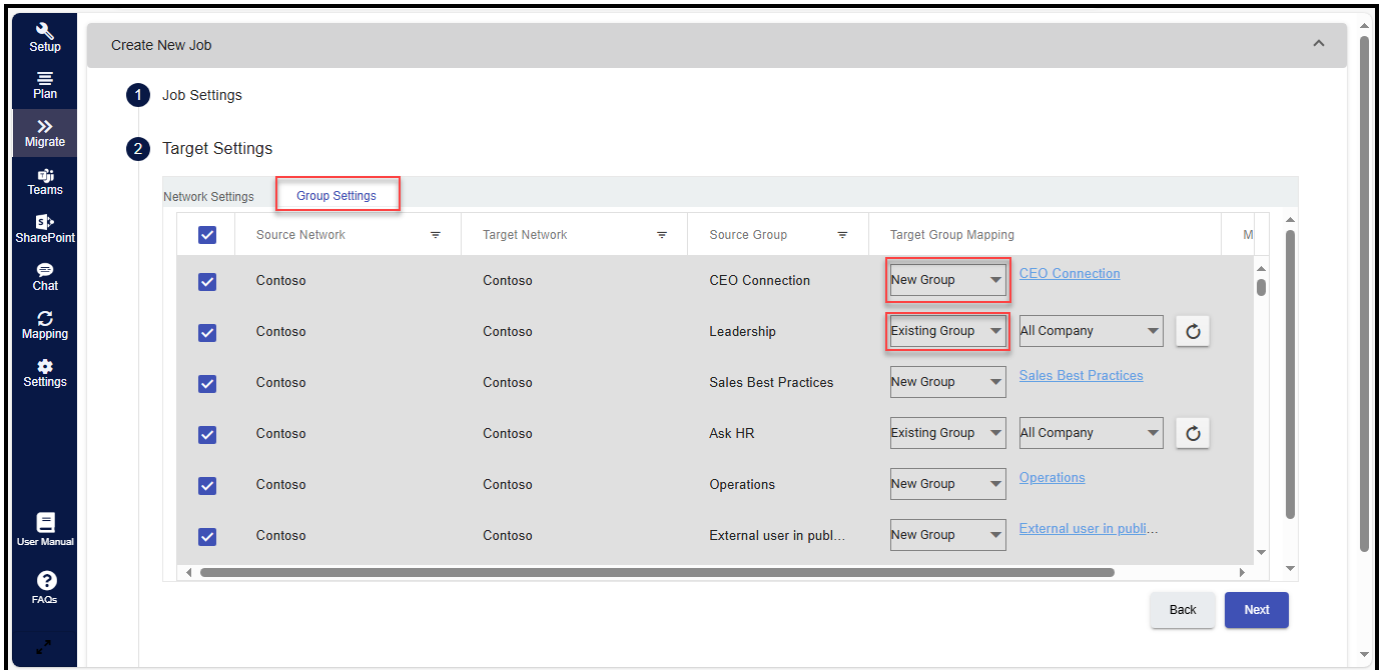 Setup
Plan
Migrate
Teams
SharePoint
Chat
Mapping
Settings
User Manual
FAQs
Create New Job
1 Job Settings
2 Target Settings
Network Settings Group Settings
Source Network Target Network Source Group Target Group Mapping M
Contoso Contoso CEO Connection New Group CEO Connection
Contoso Contoso Leadership Existing Group All Company
Contoso Contoso Sales Best Practices New Group Sales Best Practices
Contoso Contoso Ask HR Existing Group All Company
Contoso Contoso Operations New Group Operations
Contoso Contoso External user in publ... New Group External user in publi...
Back Next